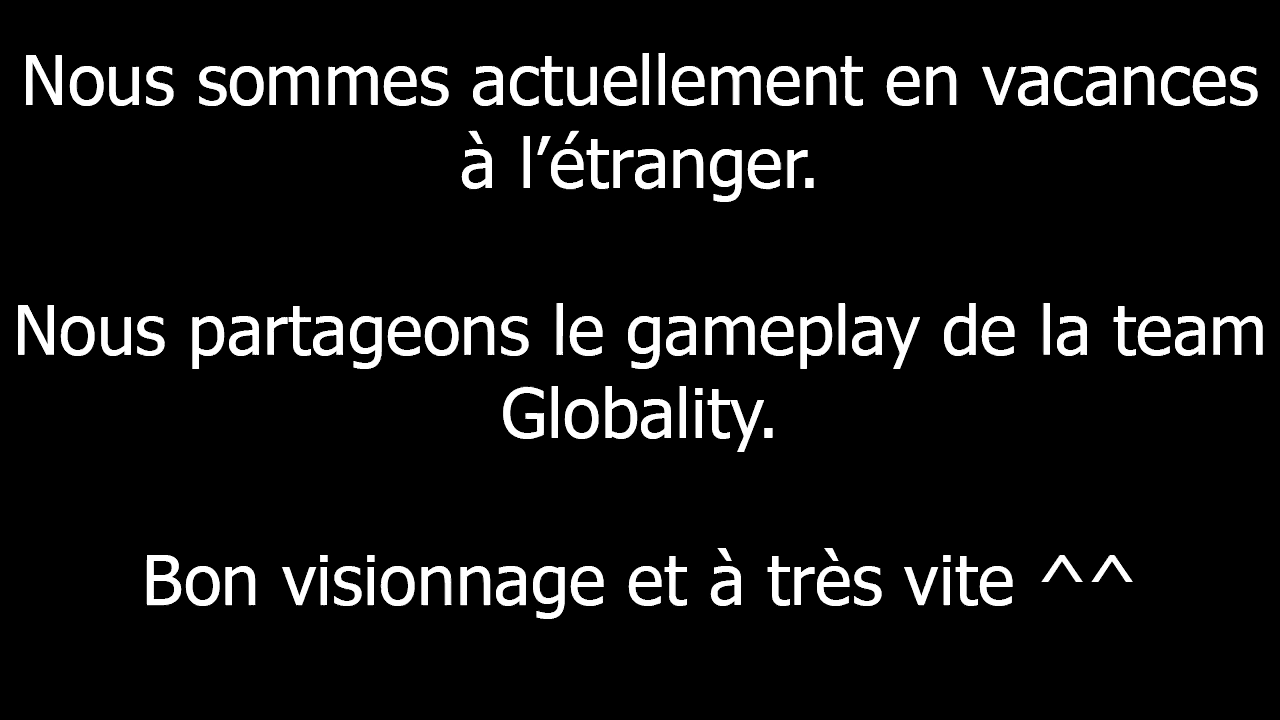 Nous sommes actuellement en vacances
à l’étranger.
Nous partageons le gameplay de la team
Globality.
Bon visionnage et à très vite ^^